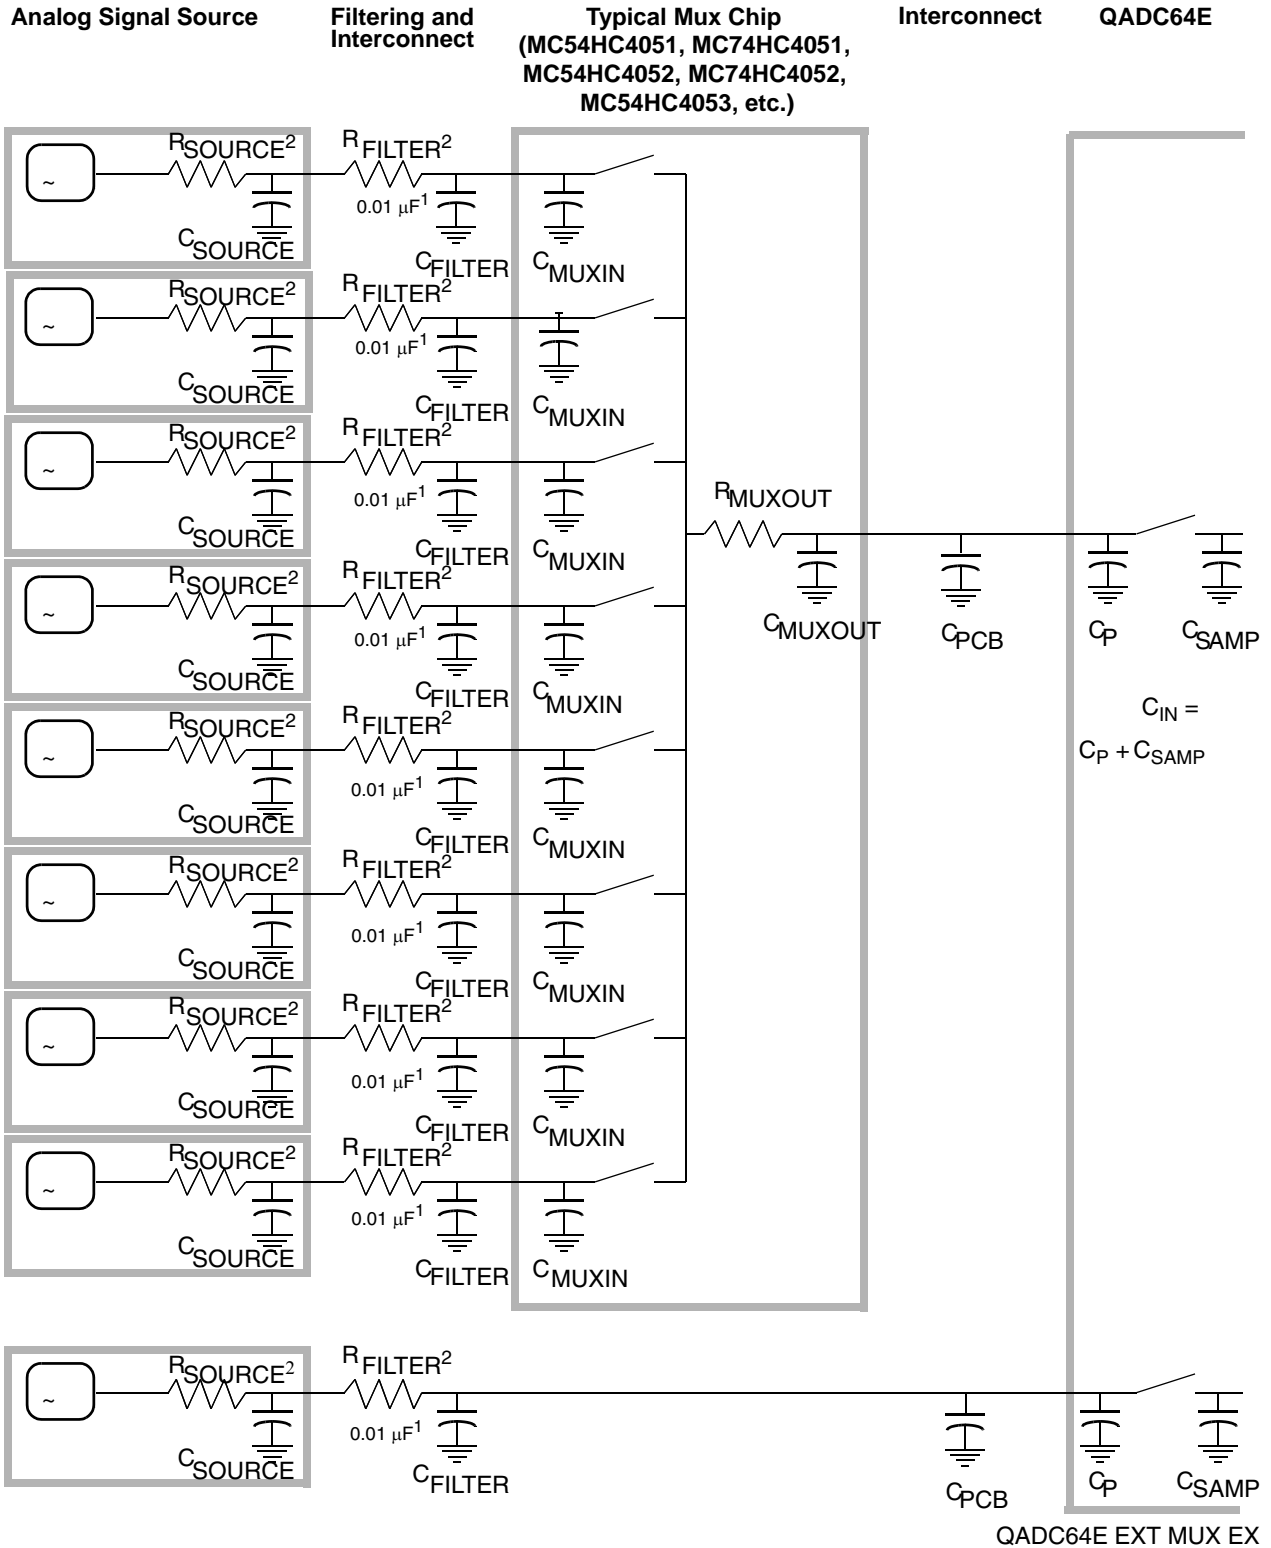 Analog Signal Source
Filtering and
Interconnect
Typical Mux Chip
(MC54HC4051, MC74HC4051,
MC54HC4052, MC74HC4052,
MC54HC4053, etc.)
Interconnect
QADC64E
~
RSOURCE2
CSOURCE
RFILTER2
0.01 μF1
CFILTER
CMUXIN
~
RSOURCE2
CSOURCE
RFILTER2
0.01 μF1
CFILTER
CMUXIN
~
RSOURCE2
CSOURCE
RFILTER2
0.01 μF1
CFILTER
CMUXIN
~
RSOURCE2
CSOURCE
RFILTER2
0.01 μF1
CFILTER
CMUXIN
~
RSOURCE2
CSOURCE
RFILTER2
0.01 μF1
CFILTER
CMUXIN
~
RSOURCE2
CSOURCE
RFILTER2
0.01 μF1
CFILTER
CMUXIN
~
RSOURCE2
CSOURCE
RFILTER2
0.01 μF1
CFILTER
CMUXIN
~
RSOURCE2
CSOURCE
RFILTER2
0.01 μF1
CFILTER
CMUXIN
RMUXOUT
CMUXOUT
CPCB
CP
CSAMP
CIN =
CP + CSAMP
~
RSOURCE2
CSOURCE
RFILTER2
0.01 μF1
CFILTER
CPCB
CP
CSAMP
QADC64E EXT MUX EX